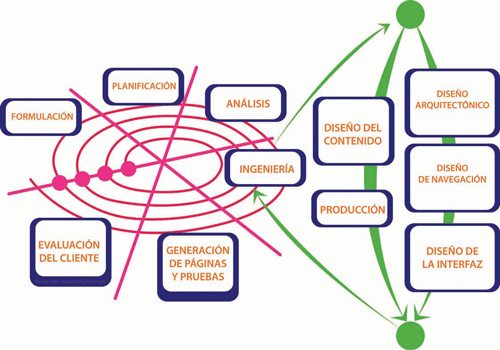 FORMULACIÓN
PLANIFICACIÓN
ANÁLISIS
INGENIERÍA
GENERACIÓN
DE PÁGINAS
Y PRUEBAS
EVALUACIÓN
DEL CLIENTE
DISEÑO DEL
CONTENIDO
PRODUCCIÓN
DISEÑO
ARQUITECTÓNICO
DISEÑO
DE NAVEGACIÓN
DISEÑO DE
LA INTERFAZ